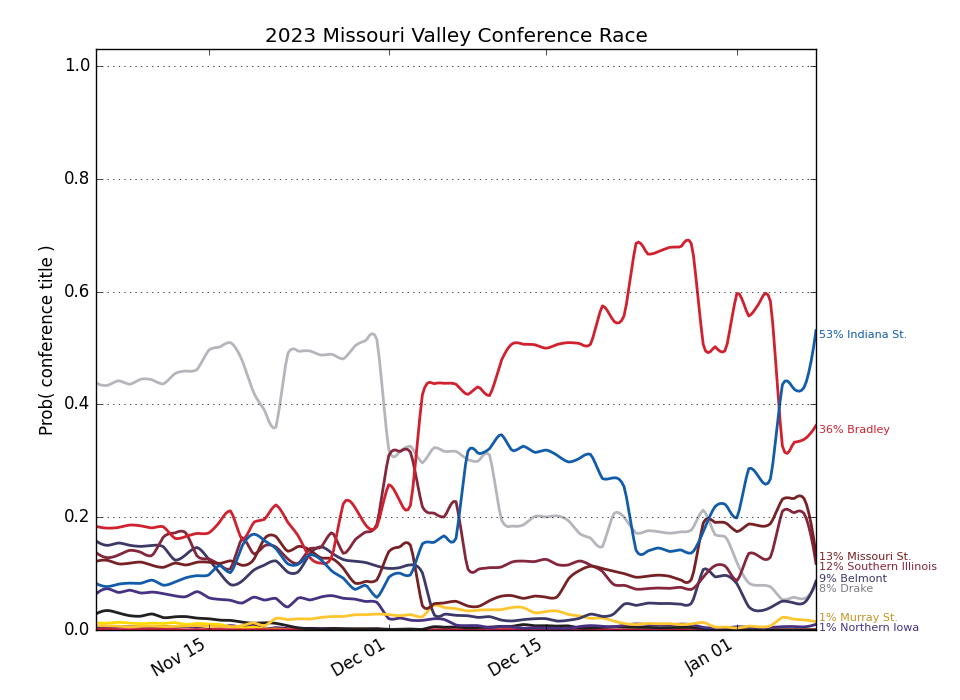 2023 Missouri Valley Conference Race
Prob( conference title )
1.0
0.8
0.6
0.4
0.2
0.0
Nov 15
Dec 01
Dec 15
Jan 01
53% Indiana St.
36% Bradley
13% Missouri St.
12% Southern Illinois
9% Belmont
8% Drake
1% Murray St.
1% Northern Iowa